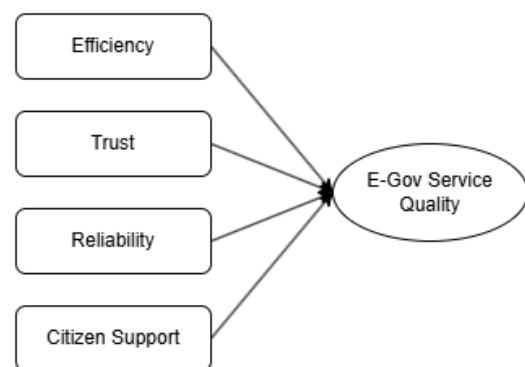 Efficiency
Trust
E-Gov Service
Quality
Reliability
Citizen Support